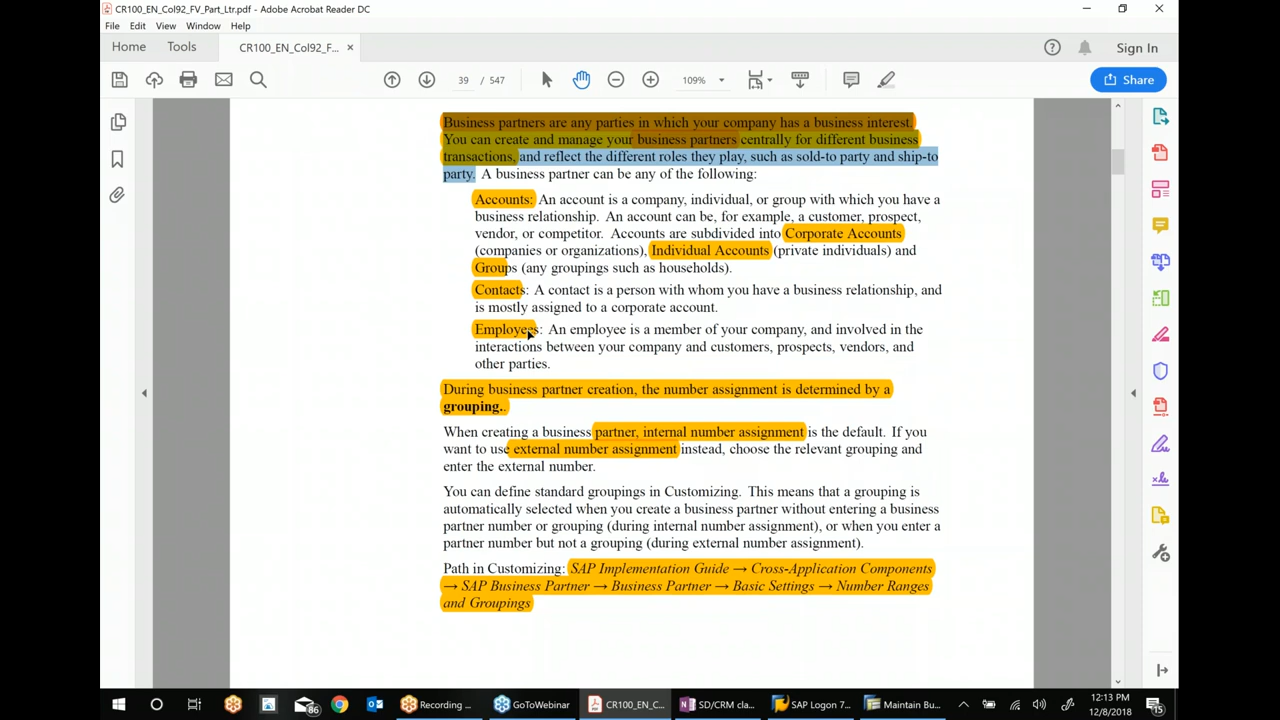 CR100_EN_Col92_FV_Part_Ltr.pdf - Adobe Acrobat Reader DC
File Edit View Window Help
Home Tools CR100_EN_Col92_F... × Sign In
39 / 547 109% Share
Business partners are any parties in which your company has a business interest.
You can create and manage your business partners centrally for different business
transactions, and reflect the different roles they play, such as sold-to party and ship-to
party. A business partner can be any of the following:
Accounts: An account is a company, individual, or group with which you have a
business relationship. An account can be, for example, a customer, prospect,
vendor, or competitor. Accounts are subdivided into Corporate Accounts
(companies or organizations), Individual Accounts (private individuals) and
Groups (any groupings such as households).
Contacts: A contact is a person with whom you have a business relationship, and
is mostly assigned to a corporate account.
Employees: An employee is a member of your company, and involved in the
interactions between your company and customers, prospects, vendors, and
other parties.
During business partner creation, the number assignment is determined by a
grouping..
When creating a business partner, internal number assignment is the default. If you
want to use external number assignment instead, choose the relevant grouping and
enter the external number.
You can define standard groupings in Customizing. This means that a grouping is
automatically selected when you create a business partner without entering a business
partner number or grouping (during internal number assignment), or when you enter a
partner number but not a grouping (during external number assignment).
Path in Customizing: SAP Implementation Guide → Cross-Application Components
→ SAP Business Partner → Business Partner → Basic Settings → Number Ranges
and Groupings
86 Recording ... GoToWebinar CR100_EN_C... SD/CRM cla... SAP Logon 7... Maintain Bu... 12:13 PM
12/8/2018 15